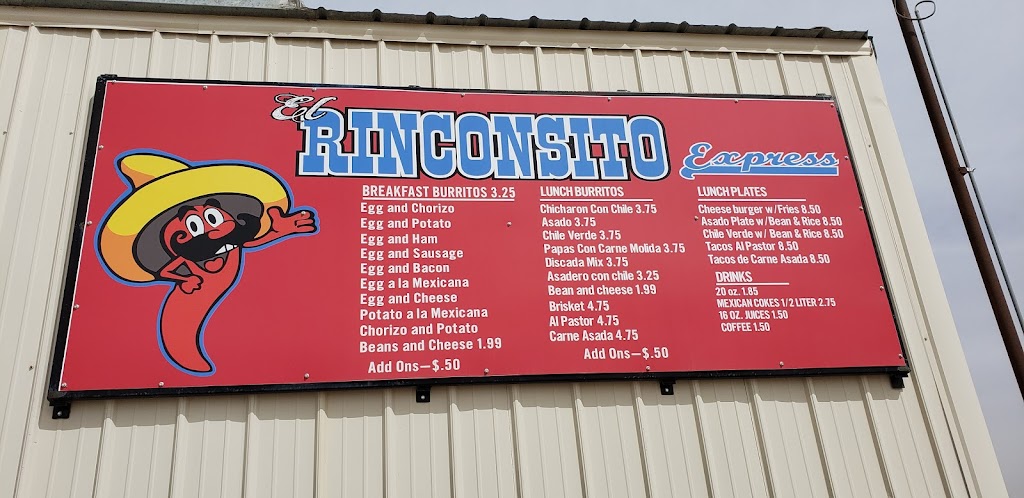 El
RINCONSITO
Express
BREAKFAST BURRITOS 3.25
Egg and Chorizo
Egg and Potato
Egg and Ham
Egg and Sausage
Egg and Bacon
Egg a la Mexicana
Egg and Cheese
Potato a la Mexicana
Chorizo and Potato
Beans and Cheese 1.99
Add Ons—$.50
LUNCH BURRITOS
Chicharon Con Chile 3.75
Asado 3.75
Chile Verde 3.75
Papas Con Carne Molida 3.75
Discada Mix 3.75
Asadero con chile 3.25
Bean and cheese 1.99
Brisket 4.75
Al Pastor 4.75
Carne Asada 4.75
Add Ons—$.50
LUNCH PLATES
Cheese burger w/Fries 8.50
Asado Plate w/Bean & Rice 8.50
Chile Verde w/Bean & Rice 8.50
Tacos Al Pastor 8.50
Tacos de Carne Asada 8.50
DRINKS
20 oz. 1.85
MEXICAN COKES 1/2 LITER 2.75
16 OZ. JUICES 1.50
COFFEE 1.50